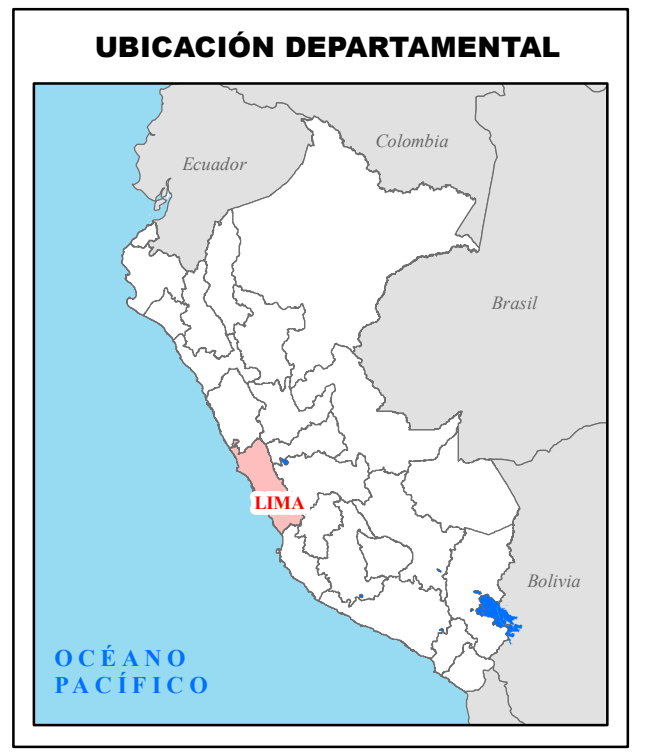 UBICACIÓN DEPARTAMENTAL
Colombia
Ecuador
Brasil
LIMA
Bolivia
OCÉANO
PACÍFICO